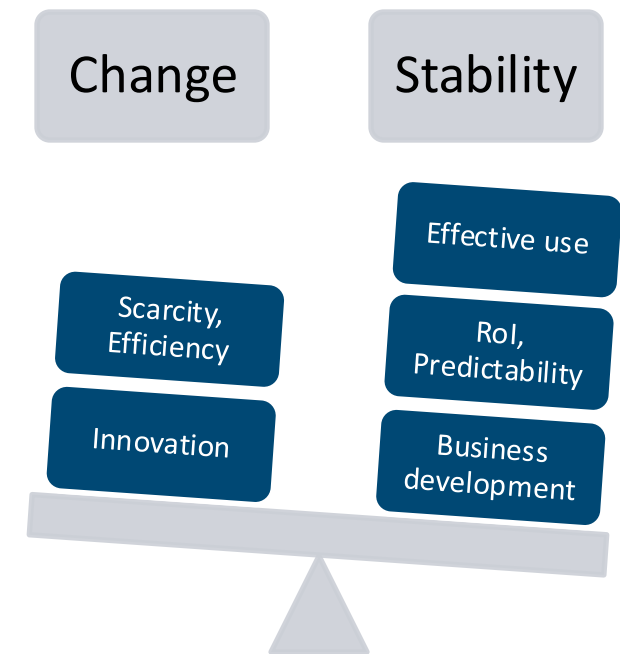 Change
Stability
Effective use
Scarcity,
Efficiency
RoI,
Predictability
Innovation
Business
development